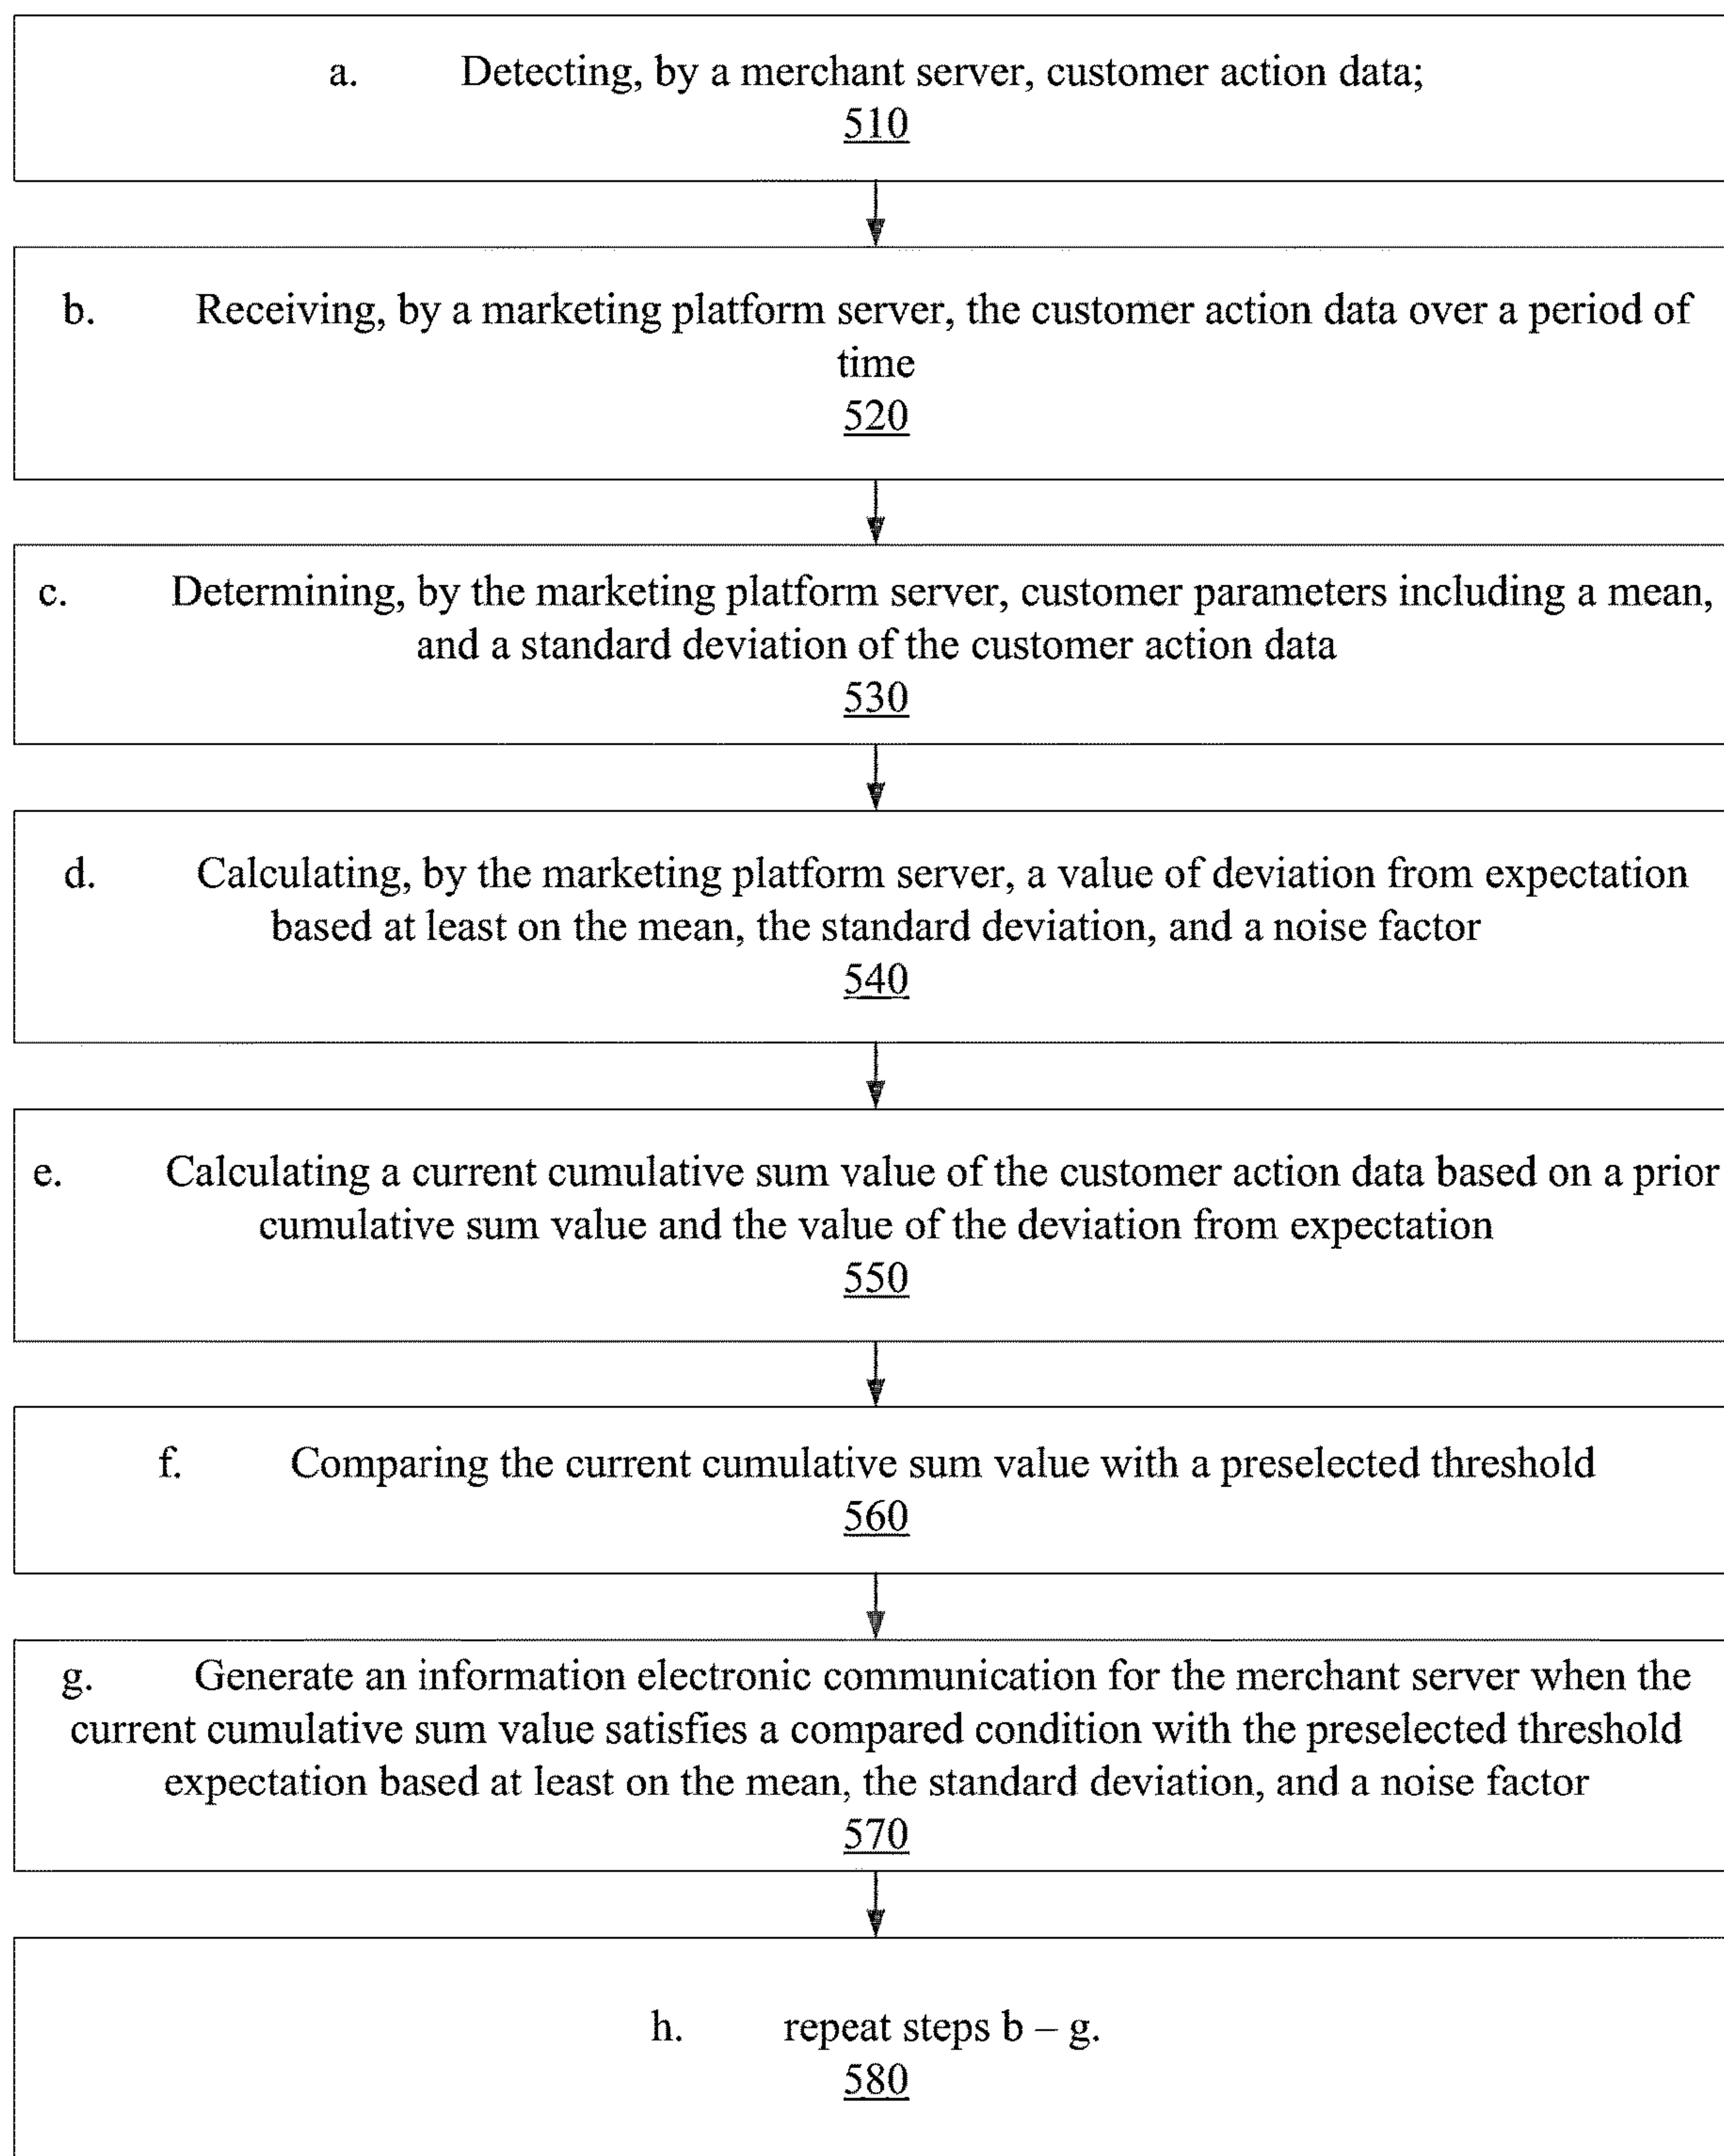 a. Detecting, by a merchant server, customer action data;
510
b. Receiving, by a marketing platform server, the customer action data over a period of
time
520
c. Determining, by the marketing platform server, customer parameters including a mean,
and a standard deviation of the customer action data
530
d. Calculating, by the marketing platform server, a value of deviation from expectation
based at least on the mean, the standard deviation, and a noise factor
540
e. Calculating a current cumulative sum value of the customer action data based on a prior
cumulative sum value and the value of the deviation from expectation
550
f. Comparing the current cumulative sum value with a preselected threshold
560
g. Generate an information electronic communication for the merchant server when the
current cumulative sum value satisfies a compared condition with the preselected threshold
expectation based at least on the mean, the standard deviation, and a noise factor
570
h. repeat steps b – g.
580